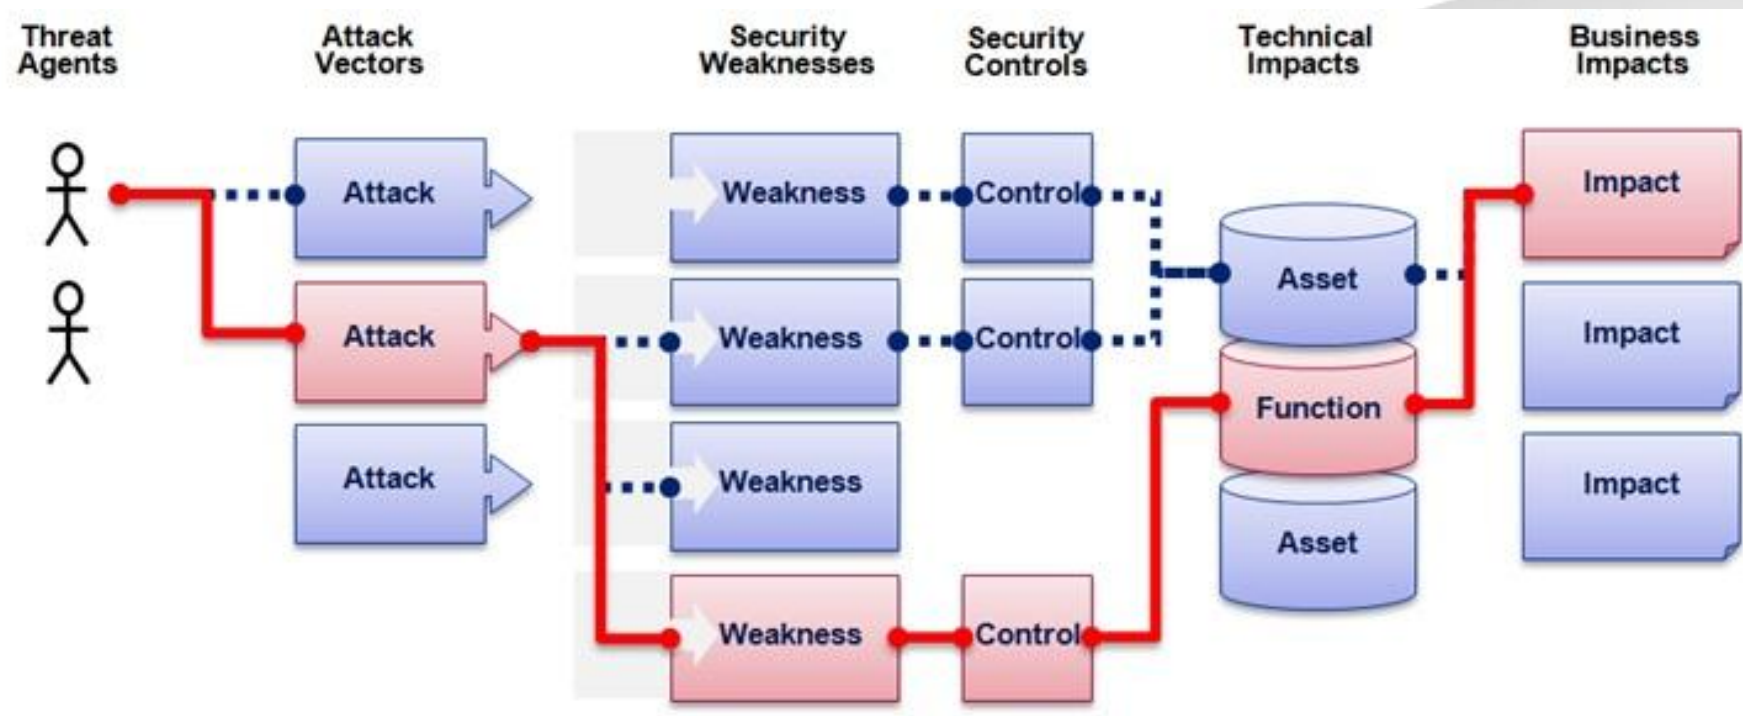 Threat
Agents
Attack
Vectors
Security
Weaknesses
Security
Controls
Technical
Impacts
Business
Impacts
Attack
Weakness
Control
Impact
Asset
Attack
Weakness
Control
Impact
Function
Attack
Weakness
Impact
Asset
Weakness
Control